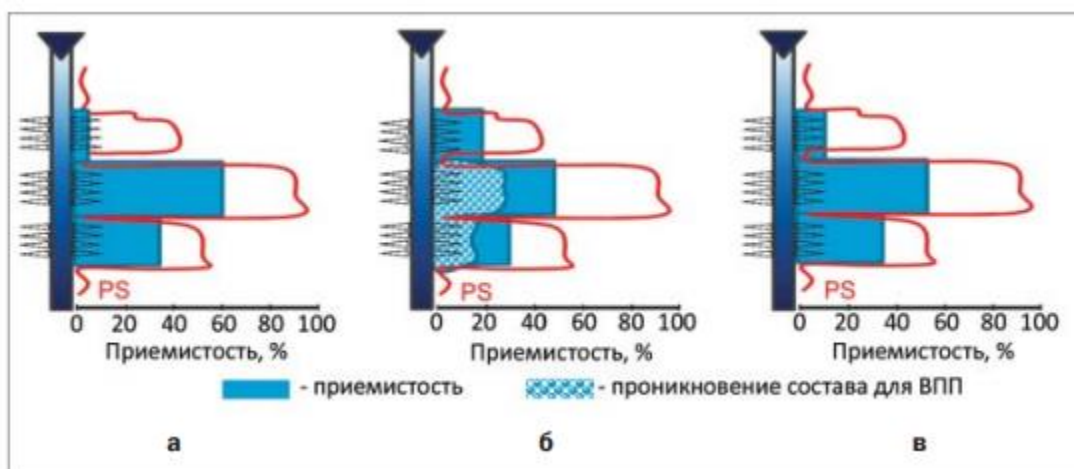 PS
PS
PS
0 20 40 60 80 100
0 20 40 60 80 100
0 20 40 60 80 100
Приемистость, %
Приемистость, %
Приемистость, %
- приемистость
- проникновение состава для ВПП
а
б
в